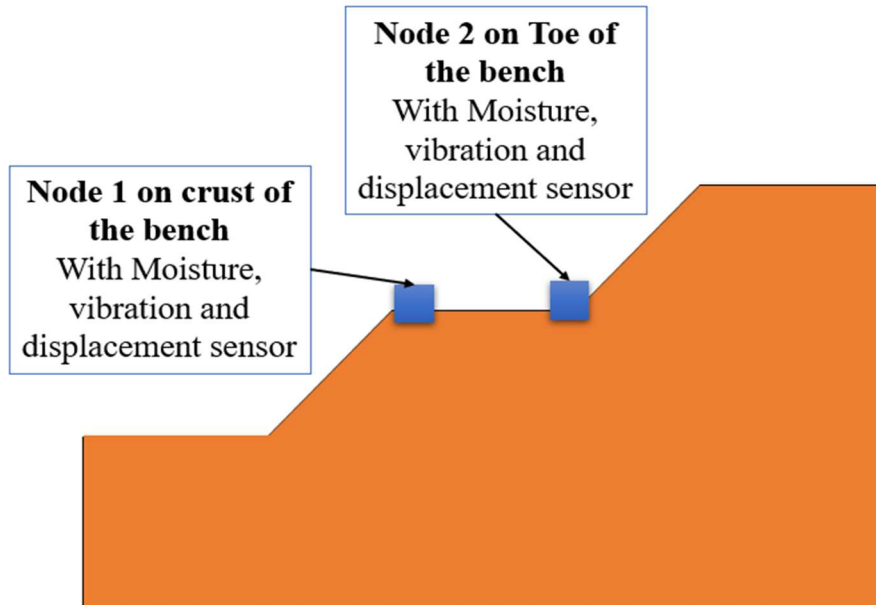 Node 2 on Toe of
the bench
With Moisture,
vibration and
displacement sensor
Node 1 on crust of
the bench
With Moisture,
vibration and
displacement sensor